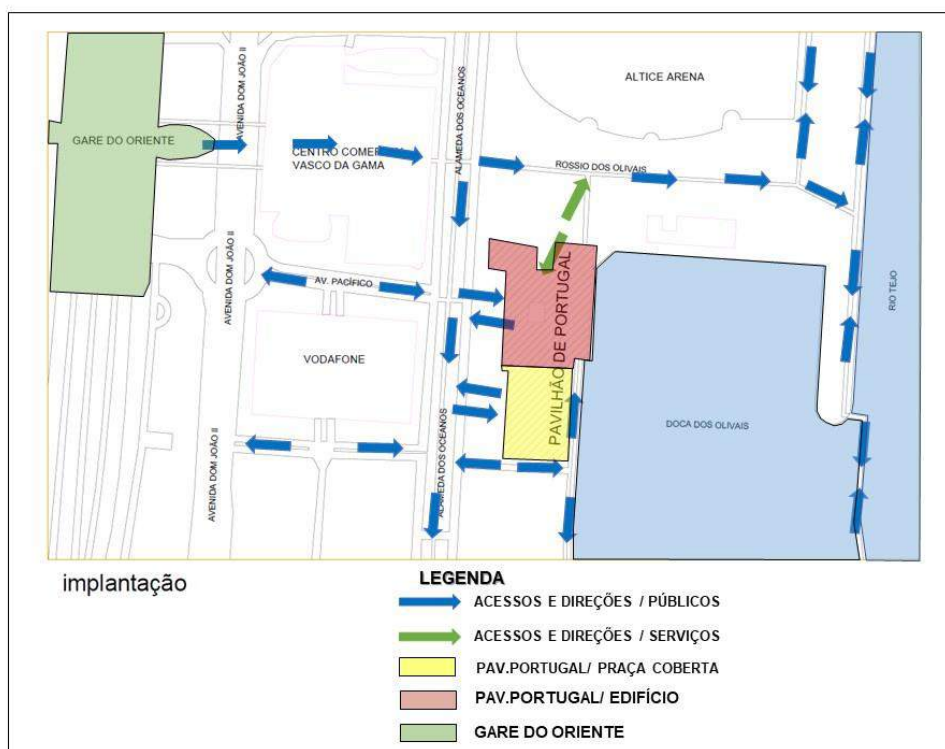 AVENIDA DOM JOÃO II
ALAMEDA DOS OCEANOS
ALTICE ARENA
GARE DO ORIENTE
CENTRO COMERCIAL
VASCO DA GAMA
ROSSIO DOS OLIVAIS
AVENIDA DOM JOÃO II
AV. PACÍFICO
PAVILHÃO DE PORTUGAL
RIO TEJO
VODAFONE
DOCA DOS OLIVAIS
AVENIDA DOM JOÃO II
ALAMEDA DOS OCEANOS
implantação
LEGENDA
ACESSOS E DIREÇÕES / PÚBLICOS
ACESSOS E DIREÇÕES / SERVIÇOS
PAV.PORTUGAL/ PRAÇA COBERTA
PAV.PORTUGAL/ EDIFÍCIO
GARE DO ORIENTE